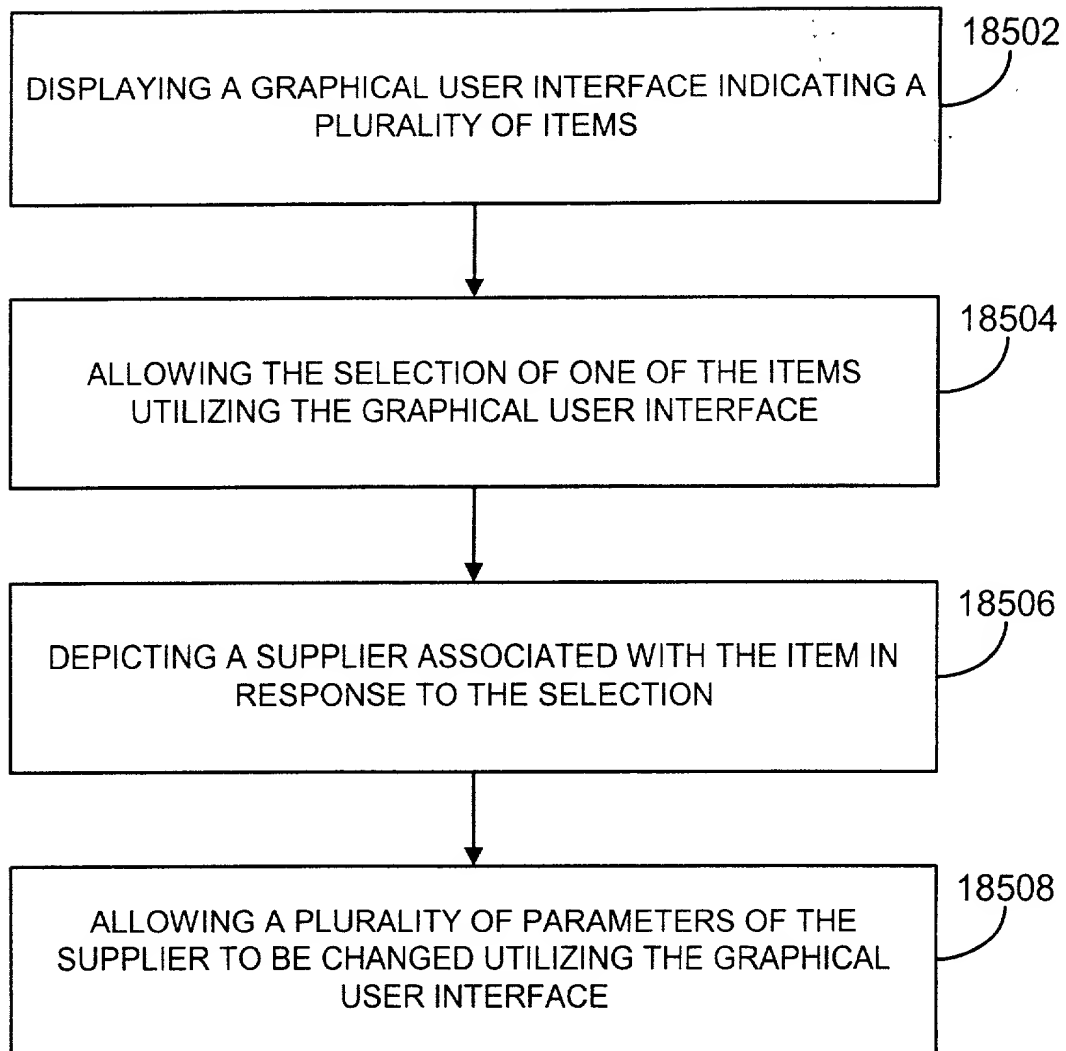 18502
DISPLAYING A GRAPHICAL USER INTERFACE INDICATING A
PLURALITY OF ITEMS
18504
ALLOWING THE SELECTION OF ONE OF THE ITEMS
UTILIZING THE GRAPHICAL USER INTERFACE
18506
DEPICTING A SUPPLIER ASSOCIATED WITH THE ITEM IN
RESPONSE TO THE SELECTION
18508
ALLOWING A PLURALITY OF PARAMETERS OF THE
SUPPLIER TO BE CHANGED UTILIZING THE GRAPHICAL
USER INTERFACE